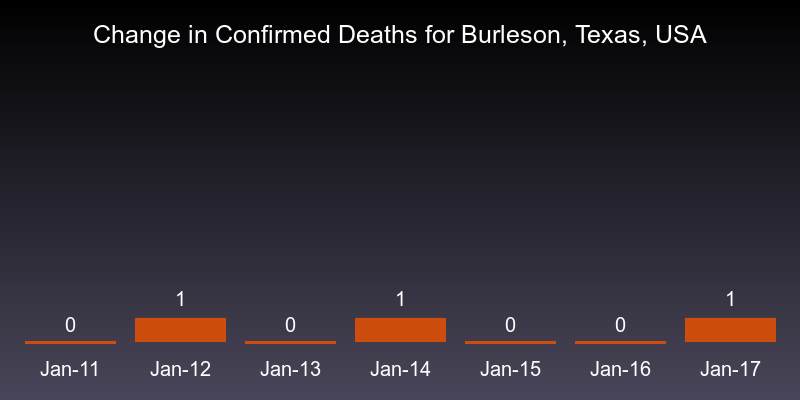 Change in Confirmed Deaths for Burleson, Texas, USA
0 1 0 1 0 0 1
Jan-11 Jan-12 Jan-13 Jan-14 Jan-15 Jan-16 Jan-17